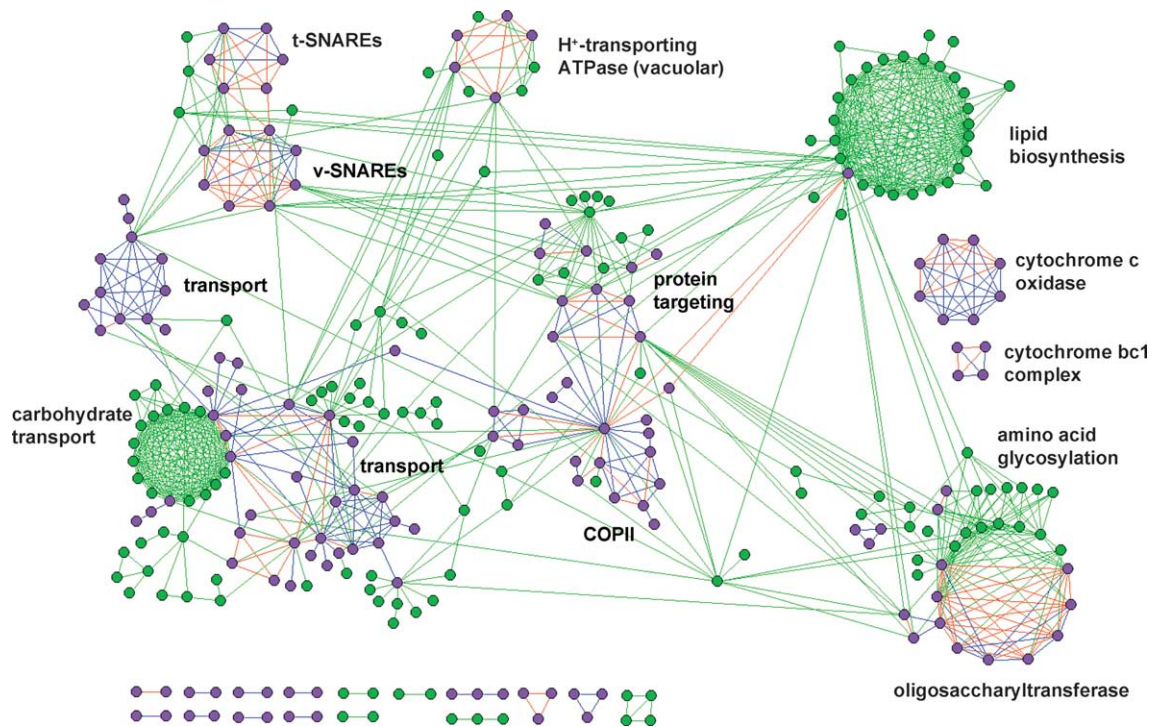 t-SNAREs
H⁺-transporting
ATPase (vacuolar)
lipid
biosynthesis
v-SNAREs
transport
protein
targeting
cytochrome c
oxidase
cytochrome bc1
complex
carbohydrate
transport
transport
amino acid
glycosylation
COPII
oligosaccharyltransferase